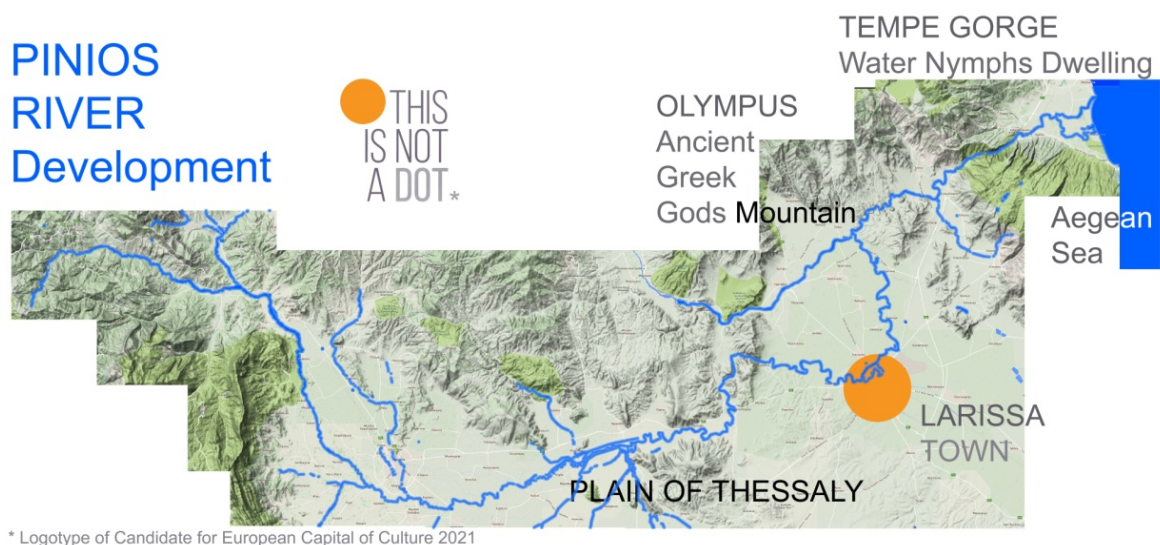 PINIOS
RIVER
Development
THIS
IS NOT
A DOT*
OLYMPUS
Ancient
Greek
Gods Mountain
TEMPE GORGE
Water Nymphs Dwelling
Aegean
Sea
LARISSA
TOWN
PLAIN OF THESSALY
* Logotype of Candidate for European Capital of Culture 2021